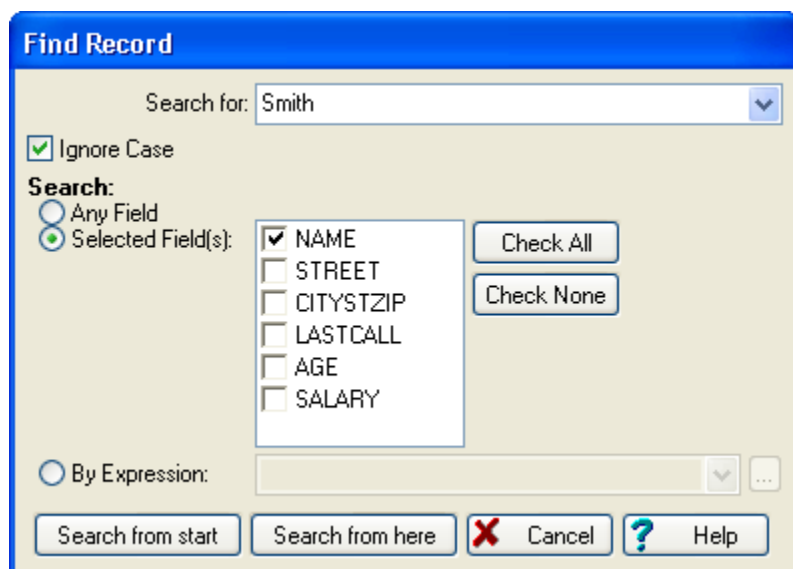 Find Record
Search for: Smith
Ignore Case
Search:
Any Field
Selected Field(s):
NAME
STREET
CITYSTZIP
LASTCALL
AGE
SALARY
Check All
Check None
By Expression:
...
Search from start Search from here Cancel ? Help